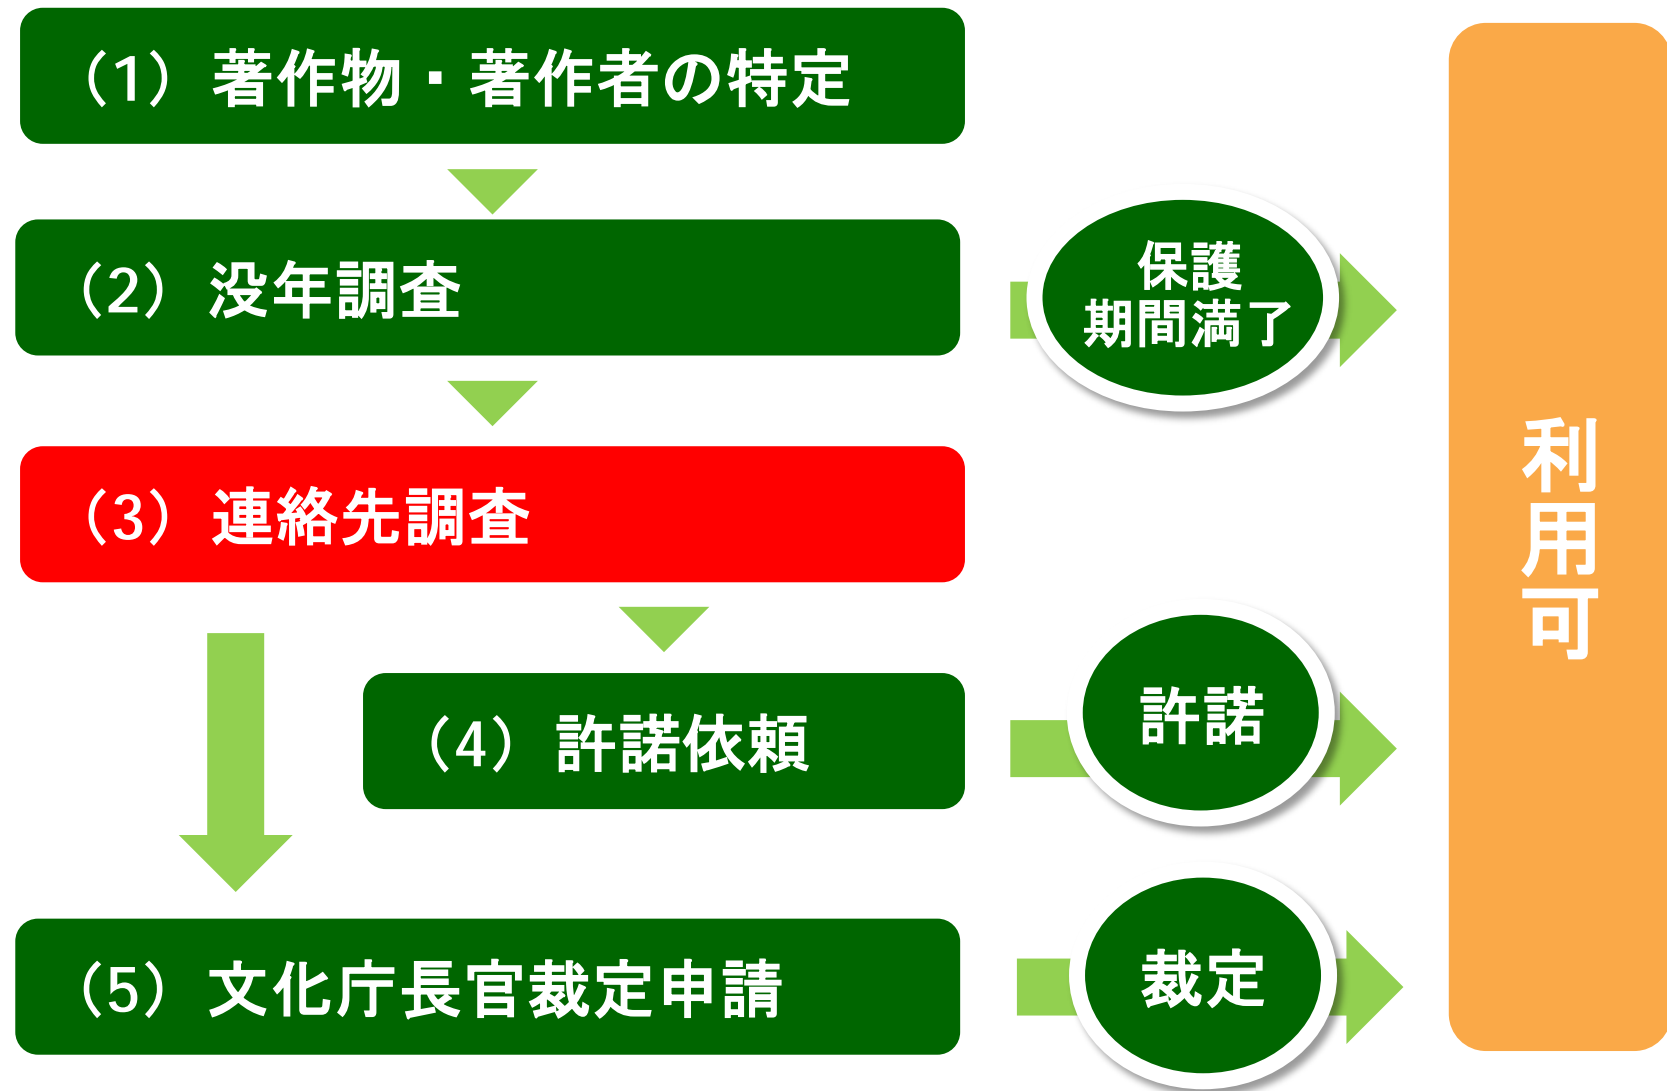 （1）著作物・著作者の特定
（2）没年調査
保護
期間満了
（3）連絡先調査
（4）許諾依頼
許諾
（5）文化庁長官裁定申請
裁定
利用可